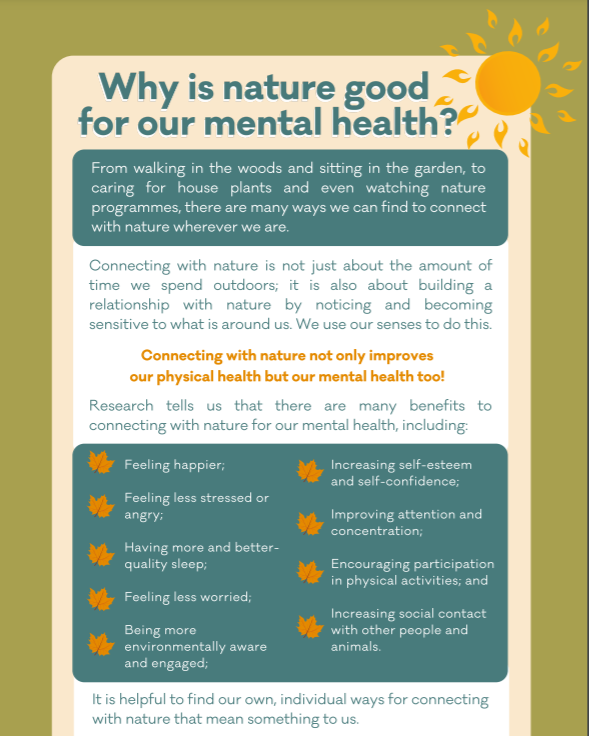 Why is nature good
for our mental health?
From walking in the woods and sitting in the garden, to
caring for house plants and even watching nature
programmes, there are many ways we can find to connect
with nature wherever we are.
Connecting with nature is not just about the amount of
time we spend outdoors; it is also about building a
relationship with nature by noticing and becoming
sensitive to what is around us. We use our senses to do this.
Connecting with nature not only improves
our physical health but our mental health too!
Research tells us that there are many benefits to
connecting with nature for our mental health, including:
Feeling happier;
Feeling less stressed or
angry;
Having more and better-
quality sleep;
Feeling less worried;
Being more
environmentally aware
and engaged;
Increasing self-esteem
and self-confidence;
Improving attention and
concentration;
Encouraging participation
in physical activities; and
Increasing social contact
with other people and
animals.
It is helpful to find our own, individual ways for connecting
with nature that mean something to us.